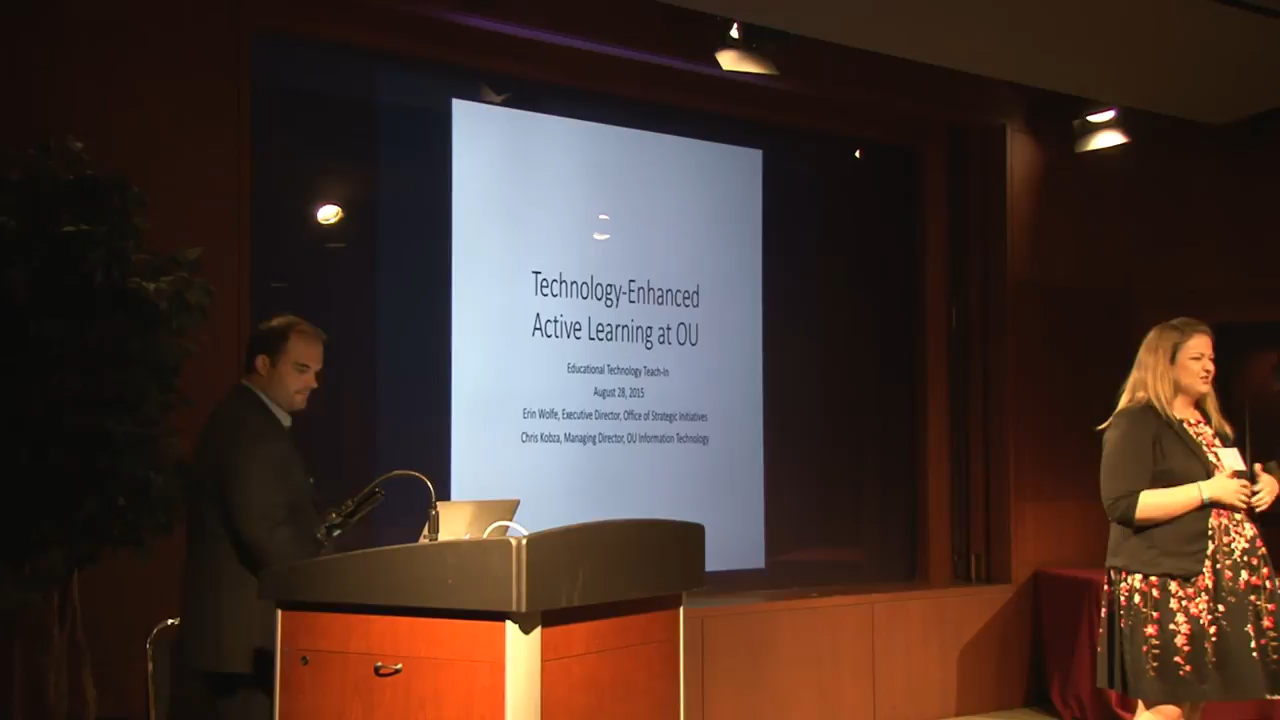 Technology-Enhanced
Active Learning at OU
Educational Technology Teach-In
August 28, 2015
Erin Wolfe, Executive Director, Office of Strategic Initiatives
Chris Kobza, Managing Director, OU Information Technology